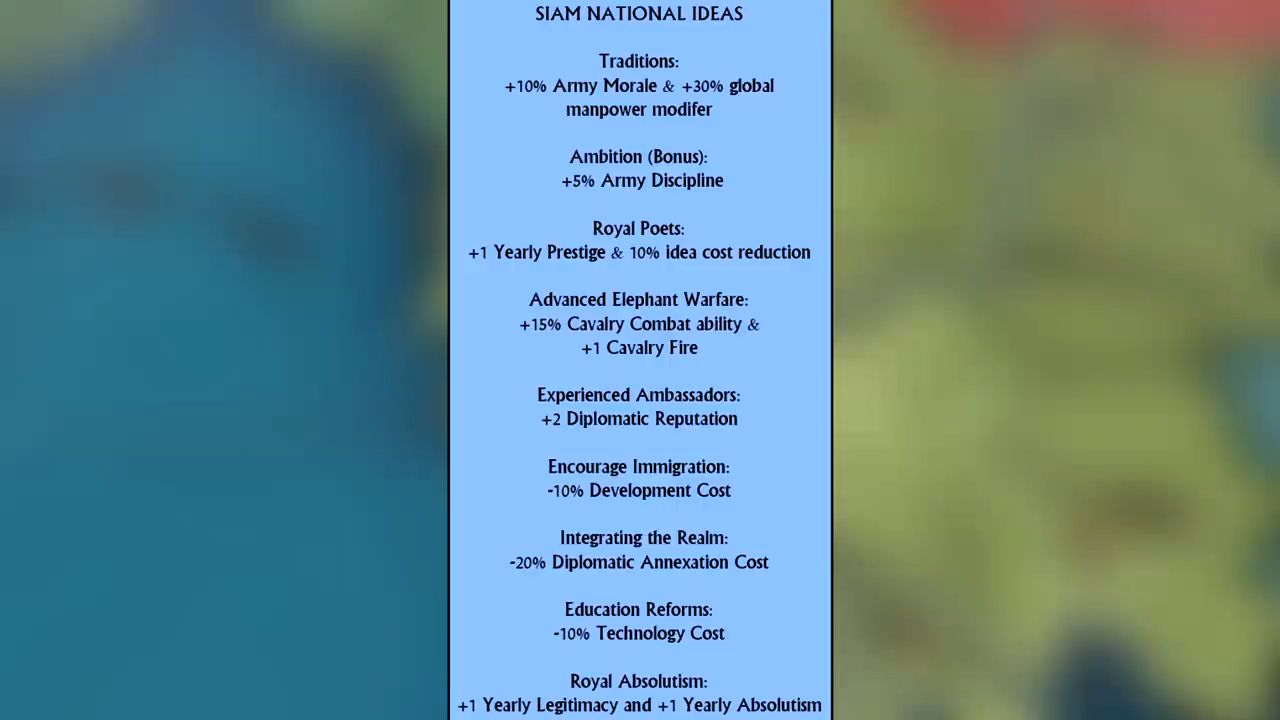 SIAM NATIONAL IDEAS
Traditions:
+10% Army Morale & +30% global
manpower modifer
Ambition (Bonus):
+5% Army Discipline
Royal Poets:
+1 Yearly Prestige & 10% idea cost reduction
Advanced Elephant Warfare:
+15% Cavalry Combat ability &
+1 Cavalry Fire
Experienced Ambassadors:
+2 Diplomatic Reputation
Encourage Immigration:
-10% Development Cost
Integrating the Realm:
-20% Diplomatic Annexation Cost
Education Reforms:
-10% Technology Cost
Royal Absolutism:
+1 Yearly Legitimacy and +1 Yearly Absolutism